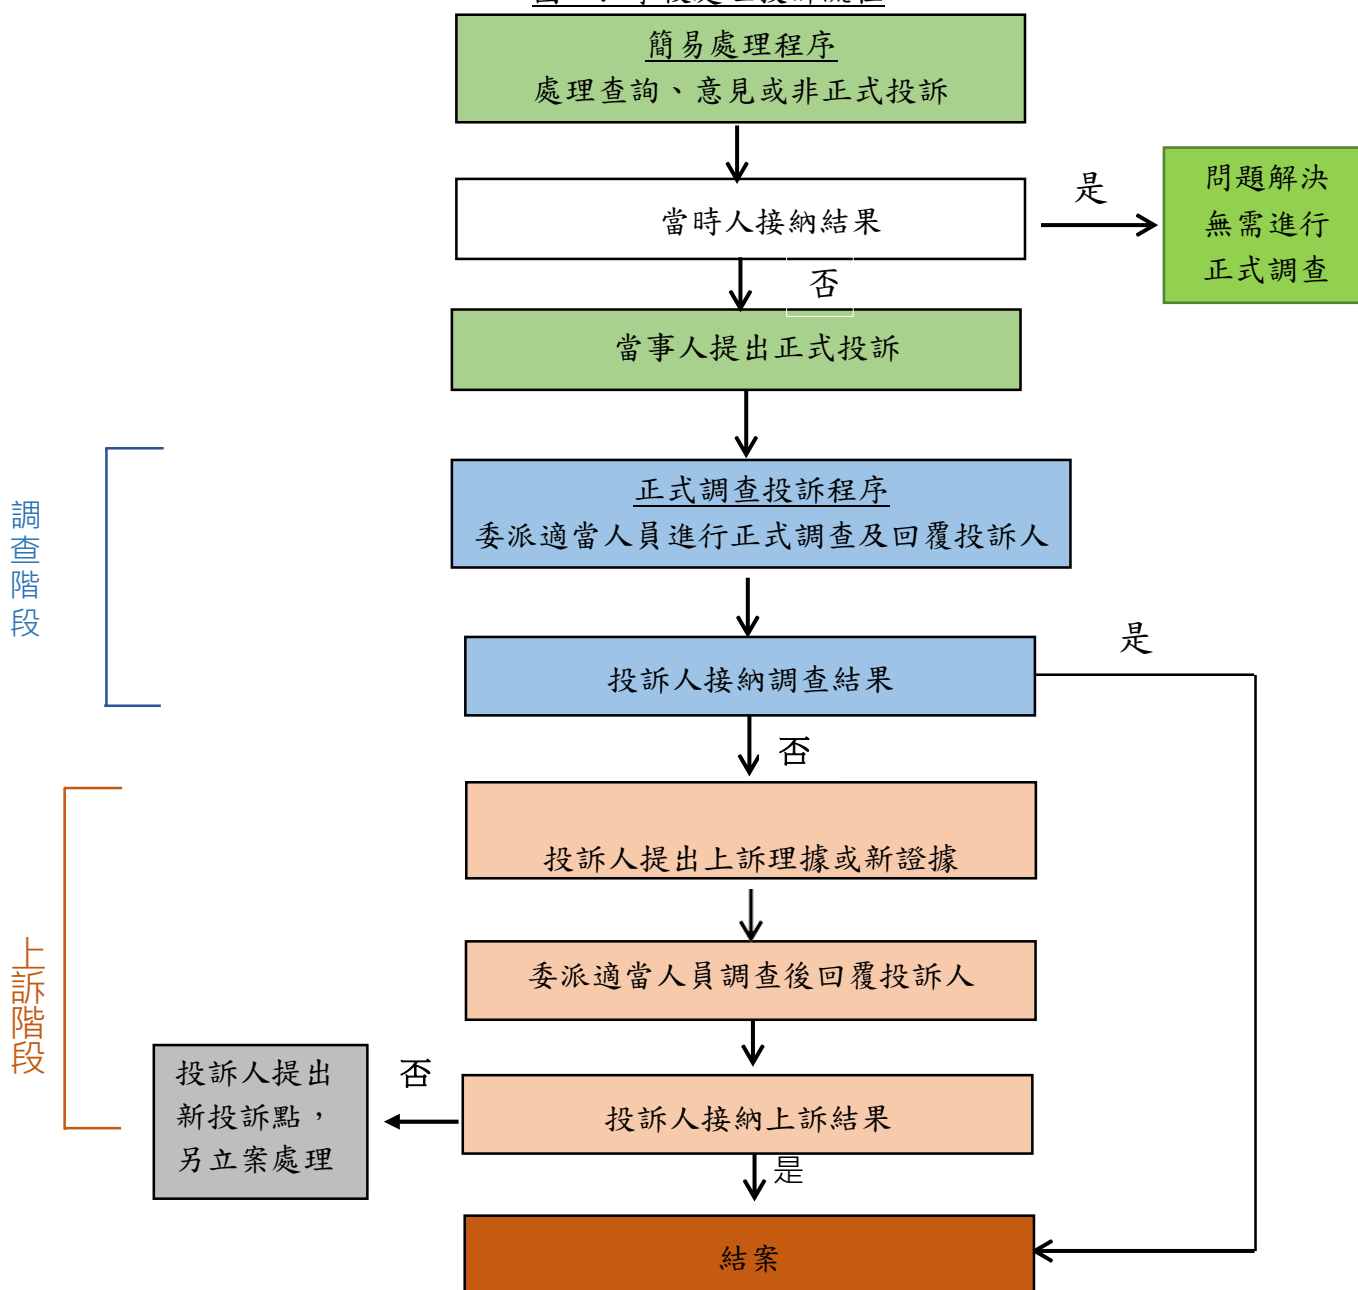 簡易處理程序
處理查詢、意見或非正式投訴
當時人接納結果
是
問題解決
無需進行
正式調查
否
當事人提出正式投訴
調查階段
正式調查投訴程序
委派適當人員進行正式調查及回覆投訴人
投訴人接納調查結果
是
否
上訴階段
投訴人提出上訴理據或新證據
委派適當人員調查後回覆投訴人
投訴人接納上訴結果
否
投訴人提出
新投訴點，
另立案處理
是
結案